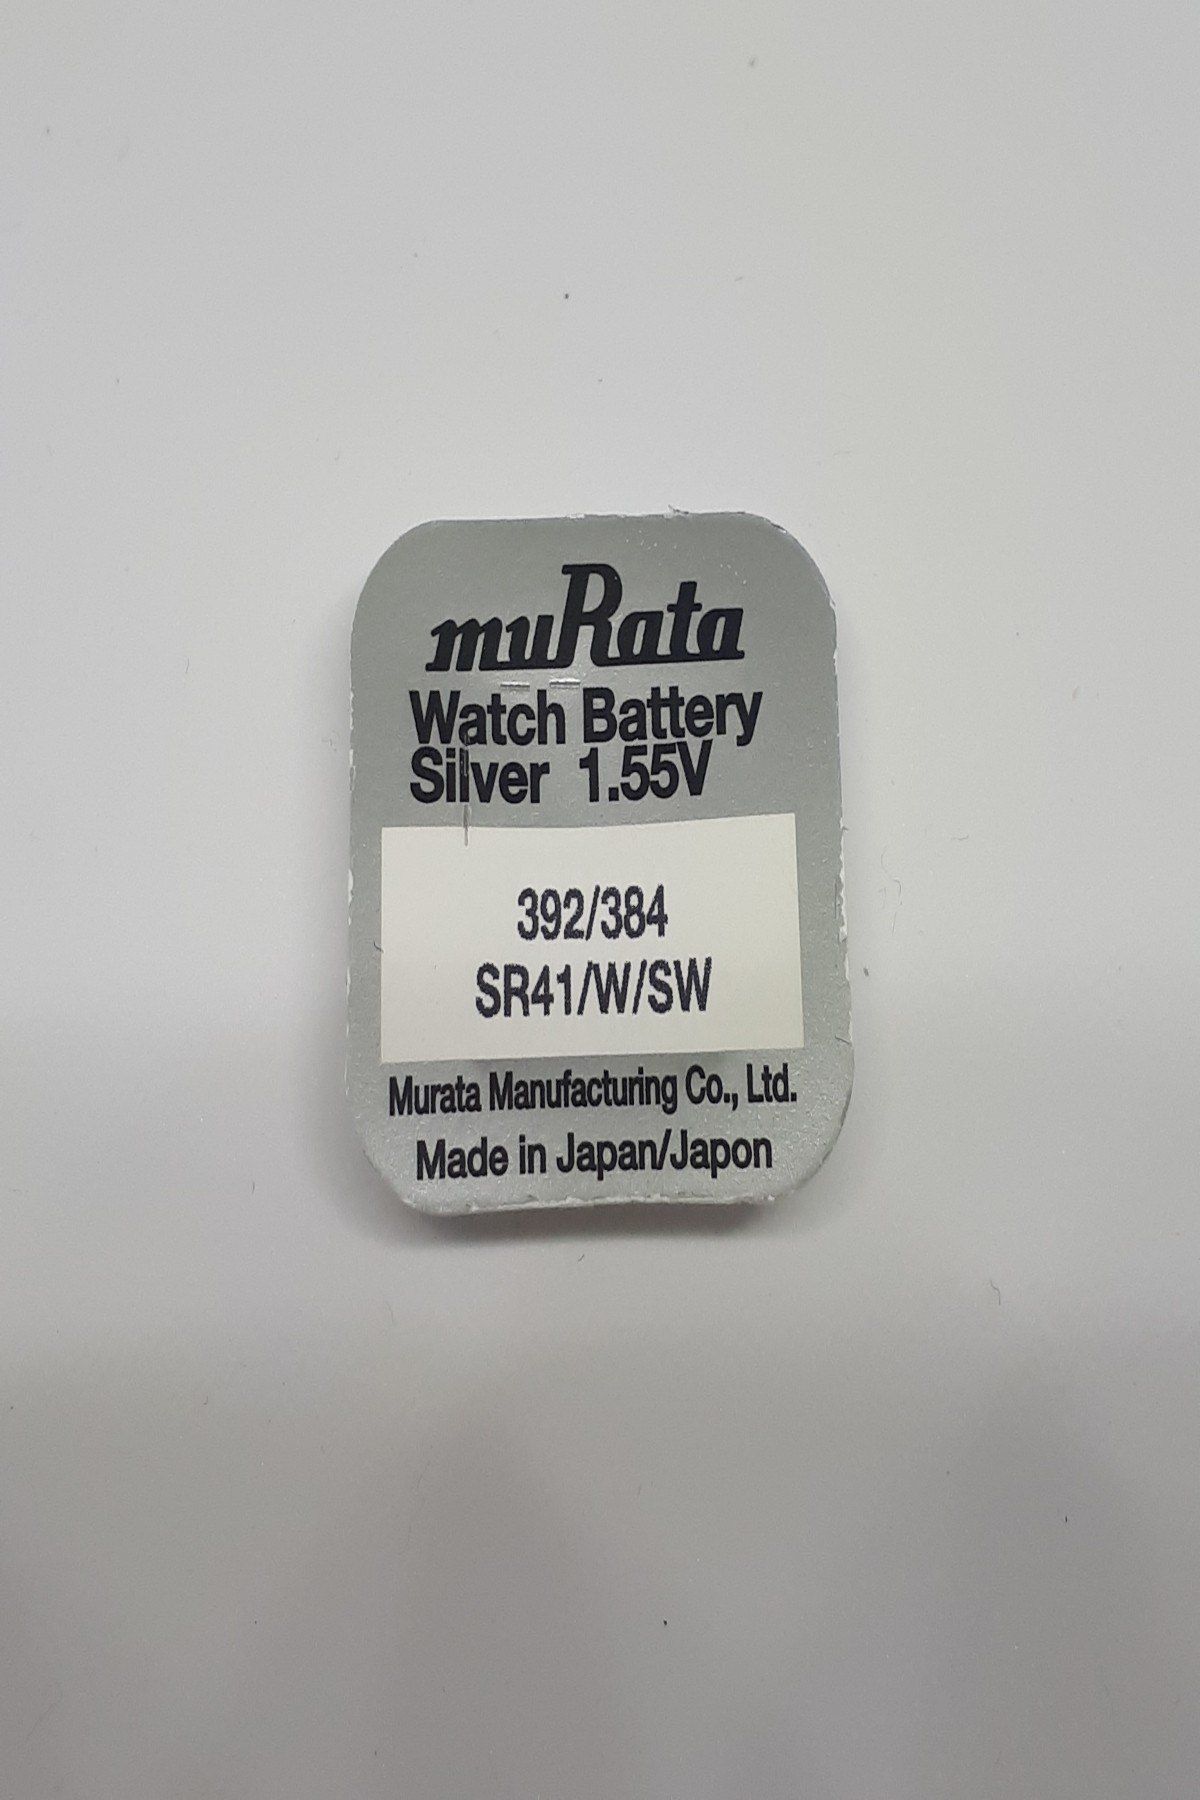 muRata
Watch Battery
Silver 1.55V
392/384
SR41/W/SW
Murata Manufacturing Co., Ltd.
Made in Japan/Japon